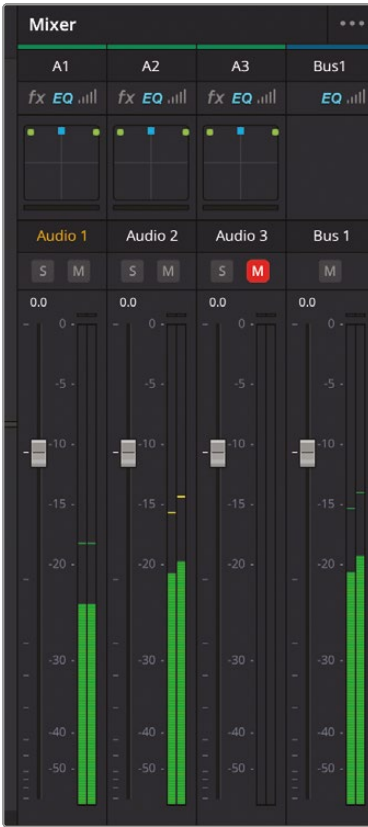 Mixer •••
A1 A2 A3 Bus1
fx EQ fx EQ fx EQ EQ
Audio 1 Audio 2 Audio 3 Bus 1
S M S M S M M
0.0 0.0 0.0 0.0
0 0 0 0
-5 -5 -5 -5
-10 -10 -10 -10
-15 -15 -15 -15
-20 -20 -20 -20
-30 -30 -30 -30
-40 -40 -40 -40
-50 -50 -50 -50